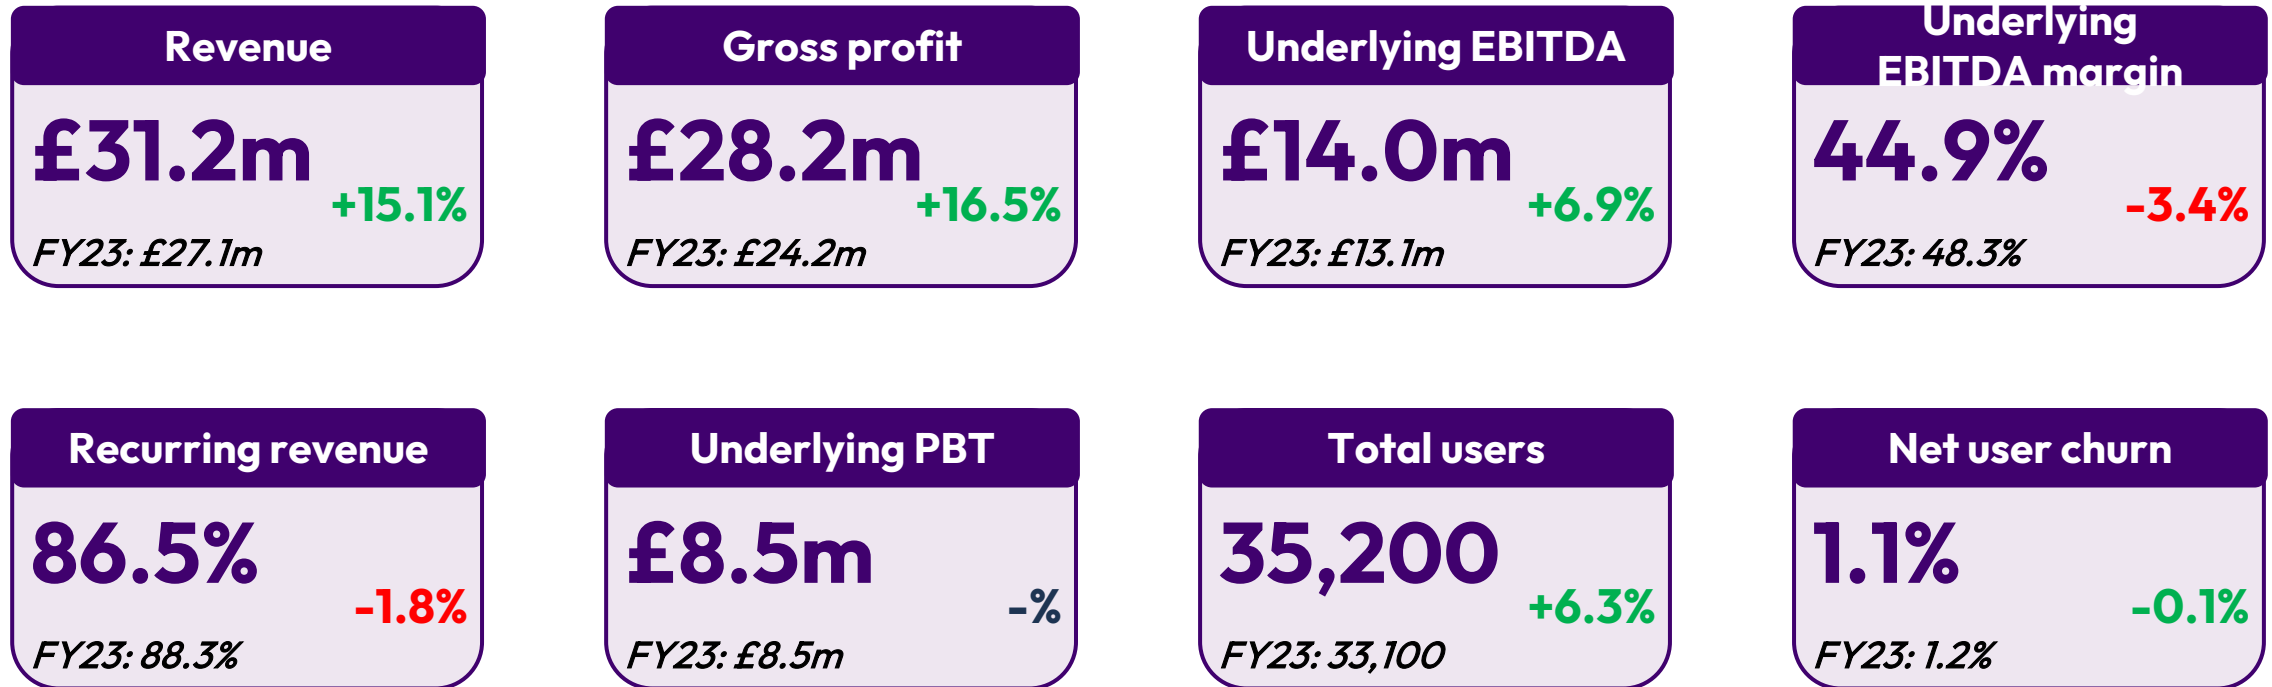 Revenue
£31.2m
+15.1%
FY23: £27.1m
Gross profit
£28.2m
+16.5%
FY23: £24.2m
Underlying EBITDA
£14.0m
+6.9%
FY23: £13.1m
Underlying
EBITDA margin
44.9%
-3.4%
FY23: 48.3%
Recurring revenue
86.5%
-1.8%
FY23: 88.3%
Underlying PBT
£8.5m
-%
FY23: £8.5m
Total users
35,200
+6.3%
FY23: 33,100
Net user churn
1.1%
-0.1%
FY23: 1.2%